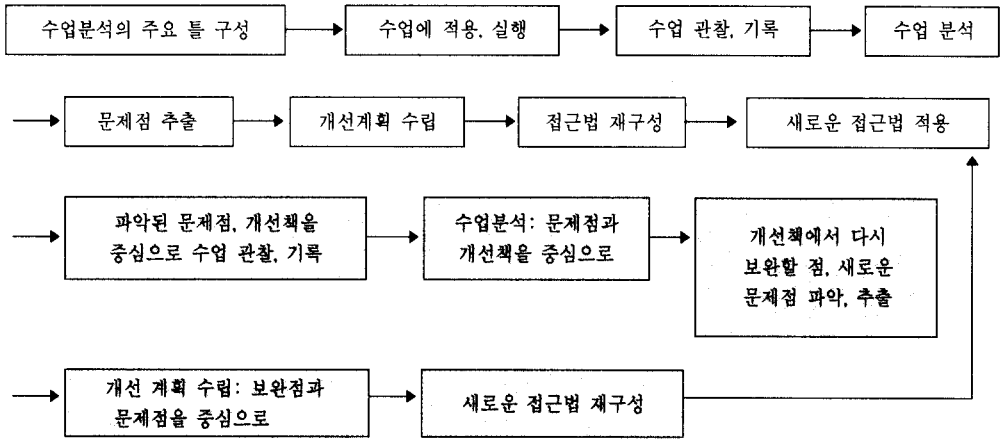 수업분석의 주요 틀 구성
수업에 적용, 실행
수업 관찰, 기록
수업 분석
문제점 추출
개선계획 수립
접근법 재구성
새로운 접근법 적용
파악된 문제점, 개선책을
중심으로 수업 관찰, 기록
수업분석: 문제점과
개선책을 중심으로
개선책에서 다시
보완할 점, 새로운
문제점 파악, 추출
개선 계획 수립: 보완점과
문제점을 중심으로
새로운 접근법 재구성